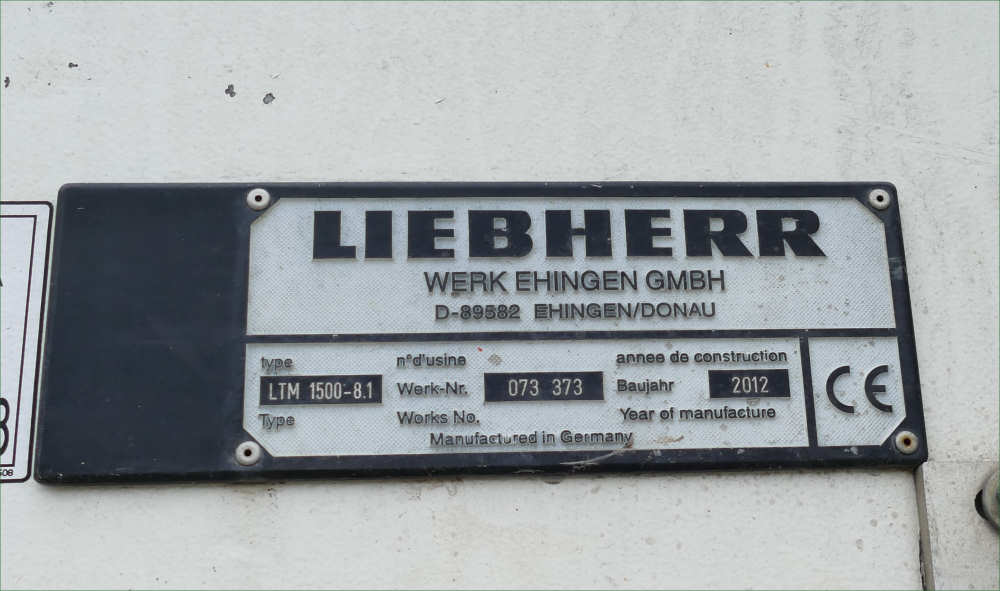 LIEBHERR
WERK EHINGEN GMBH
D-89582 EHINGEN/DONAU
type n°d'usine annee de construction
LTM 1500-8.1 Werk-Nr. 073 373 Baujahr 2012
Type Works No. Year of manufacture
Manufactured in Germany
CE